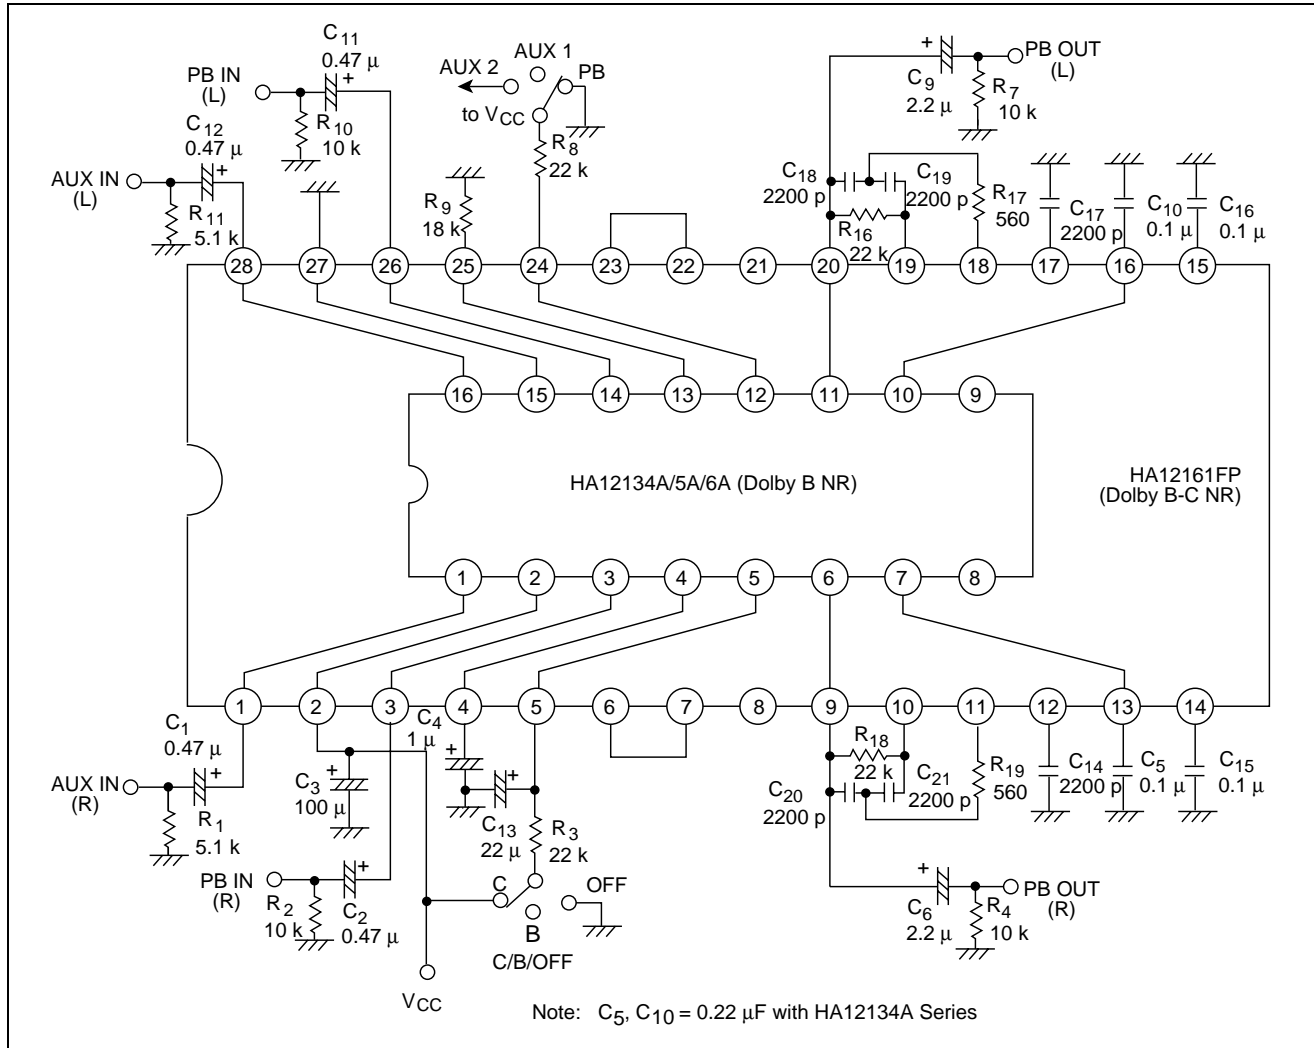 C11
0.47 μ
PB IN
(L)
R10
10 k
C12
0.47 μ
AUX IN
(L)
R11
5.1 k
R9
18 k
AUX 1
AUX 2
PB
to VCC
R8
22 k
PB OUT
(L)
C9
2.2 μ
R7
10 k
C18
2200 p
C19
2200 p
R16
22 k
R17
560
C17
2200 p
C10
0.1 μ
C16
0.1 μ
28 27 26 25 24 23 22 21 20 19 18 17 16 15
16 15 14 13 12 11 10 9
HA12134A/5A/6A (Dolby B NR)
HA12161FP
(Dolby B-C NR)
1 2 3 4 5 6 7 8
1 2 3 4 5 6 7 8 9 10 11 12 13 14
C1
0.47 μ
AUX IN
(R)
R1
5.1 k
C3
100 μ
C4
1 μ
C13
22 μ
R3
22 k
PB IN
(R)
R2
10 k
C2
0.47 μ
C
B
OFF
C/B/OFF
VCC
R18
22 k
C20
2200 p
C21
2200 p
R19
560
C14
2200 p
C5
0.1 μ
C15
0.1 μ
C6
2.2 μ
R4
10 k
PB OUT
(R)
Note: C5, C10 = 0.22 μF with HA12134A Series